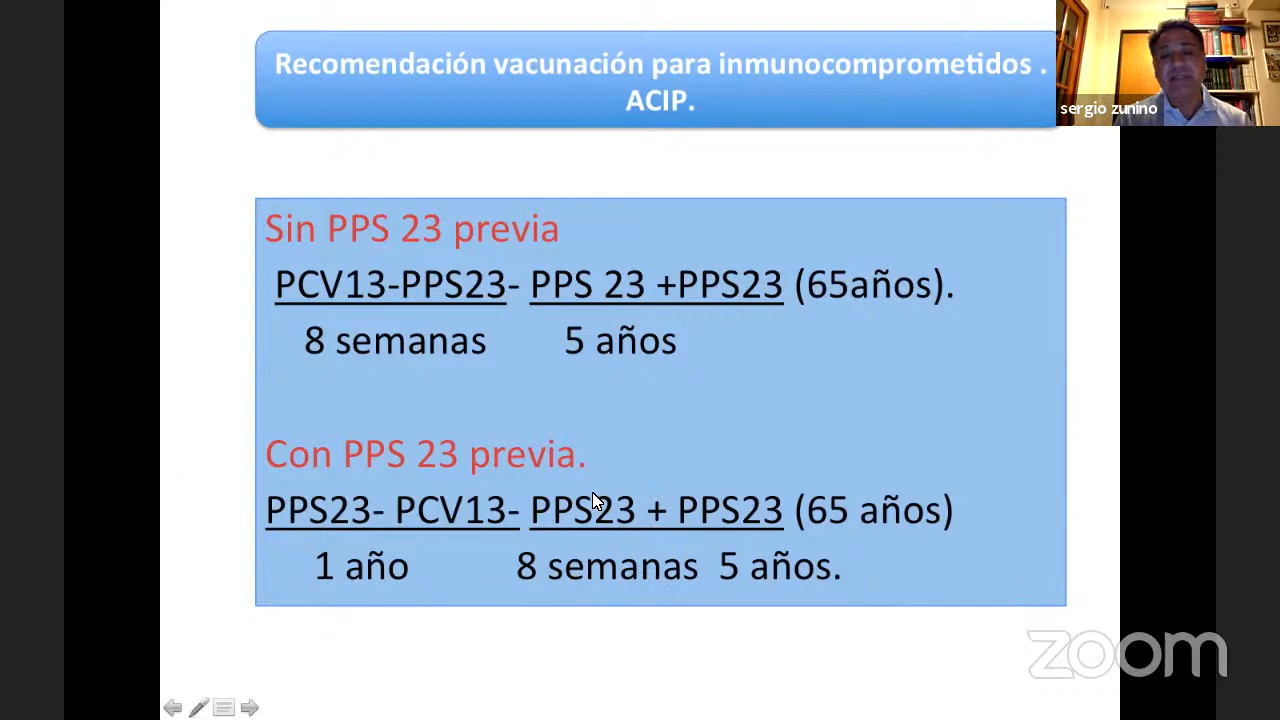 Recomendación vacunación para inmunocomprometidos .
ACIP.
sergio zunino
Sin PPS 23 previa
PCV13-PPS23- PPS 23 +PPS23 (65años).
8 semanas 5 años
Con PPS 23 previa.
PPS23- PCV13- PPS23 + PPS23 (65 años)
1 año 8 semanas 5 años.
zoom